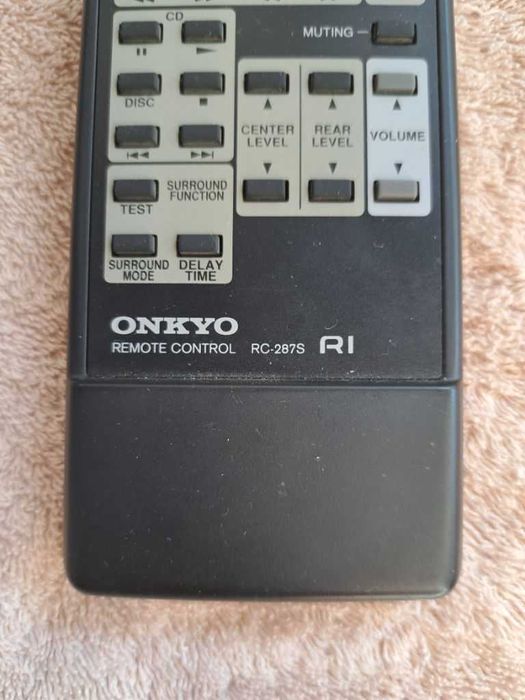 CD
MUTING
DISC
CENTER LEVEL
REAR LEVEL
VOLUME
TEST
SURROUND FUNCTION
SURROUND MODE
DELAY TIME
ONKYO
REMOTE CONTROL RC-287S RI